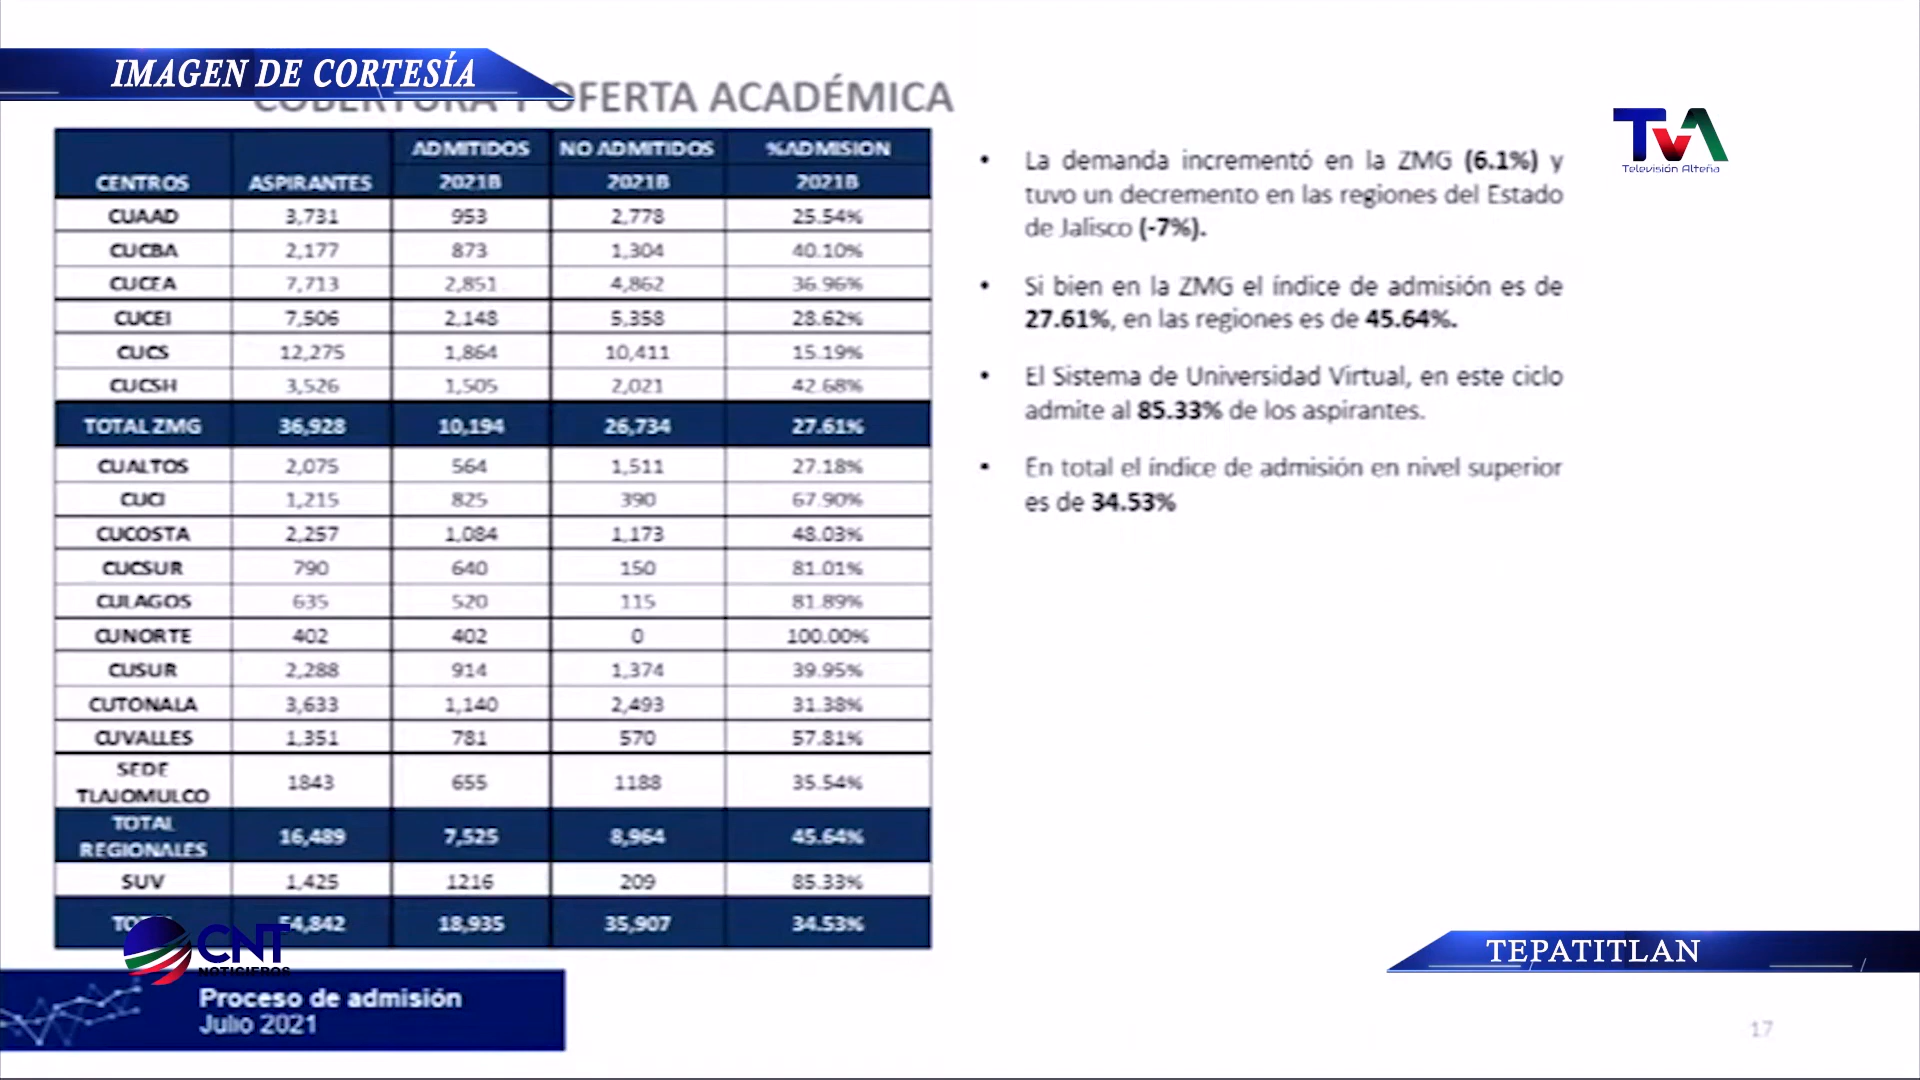 IMAGEN DE CORTESÍA
COBERTURA Y OFERTA ACADÉMICA
TVA
Televisión Alteña
CENTROS ASPIRANTES ADMITIDOS NO ADMITIDOS %ADMISION
2021B 2021B 2021B
CUAAD 3,731 953 2,778 25.54%
CUCBA 2,177 873 1,304 40.10%
CUCEA 7,713 2,851 4,862 36.96%
CUCEI 7,506 2,148 5,358 28.62%
CUCS 12,275 1,864 10,411 15.19%
CUCSH 3,526 1,505 2,021 42.68%
TOTAL ZMG 36,928 10,194 26,734 27.61%
CUALTOS 2,075 564 1,511 27.18%
CUCI 1,215 825 390 67.90%
CUCOSTA 2,257 1,084 1,173 48.03%
CUCSUR 790 640 150 81.01%
CULAGOS 635 520 115 81.89%
CUNORTE 402 402 0 100.00%
CUSUR 2,288 914 1,374 39.95%
CUTONALA 3,633 1,140 2,493 31.38%
CUVALLES 1,351 781 570 57.81%
SEDE
TLAJOMULCO 1843 655 1188 35.54%
TOTAL
REGIONALES 16,489 7,525 8,964 45.64%
SUV 1,425 1216 209 85.33%
54,842 18,935 35,907 34.53%
• La demanda incrementó en la ZMG (6.1%) y
tuvo un decremento en las regiones del Estado
de Jalisco (-7%).
• Si bien en la ZMG el índice de admisión es de
27.61%, en las regiones es de 45.64%.
• El Sistema de Universidad Virtual, en este ciclo
admite al 85.33% de los aspirantes.
• En total el índice de admisión en nivel superior
es de 34.53%
CNT
NOTICIEROS
TEPATITLAN
Proceso de admisión
Julio 2021
17